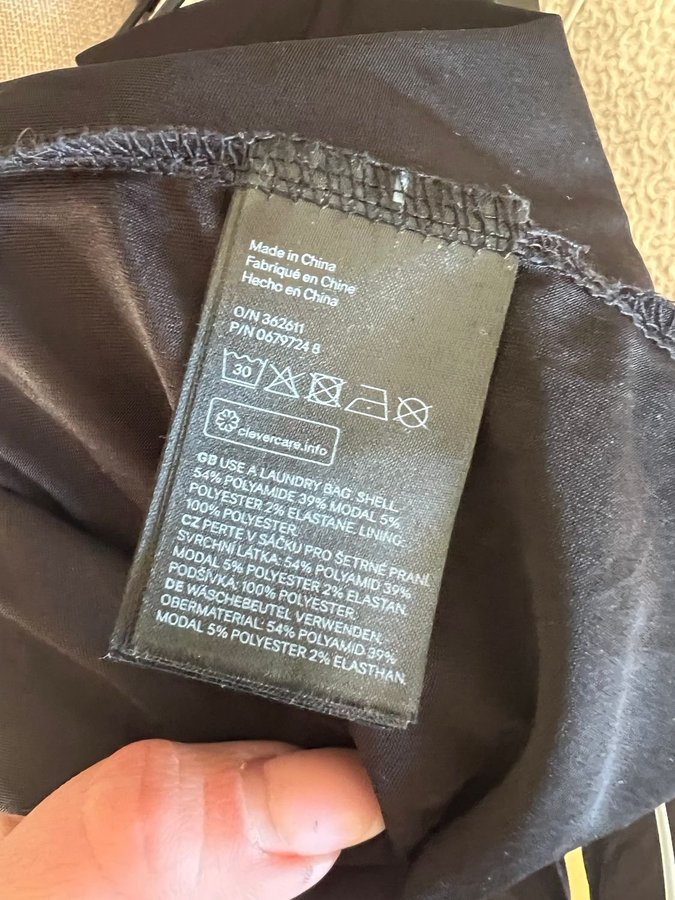 Made in China
Fabriqué en Chine
Hecho en China
O/N 362611
P/N 0679724 8
30
clevercare.info
GB USE A LAUNDRY BAG. SHELL:
54% POLYAMIDE 39% MODAL 5%
POLYESTER 2% ELASTANE. LINING:
100% POLYESTER.
CZ PERTE V SÁČKU PRO ŠETRNÉ PRANÍ.
SVRCHNÍ LÁTKA: 54% POLYAMID 39%
MODAL 5% POLYESTER 2% ELASTAN.
PODŠÍVKA: 100% POLYESTER.
DE WÄSCHEBEUTEL VERWENDEN.
OBERMATERIAL: 54% POLYAMID 39%
MODAL 5% POLYESTER 2% ELASTHAN.